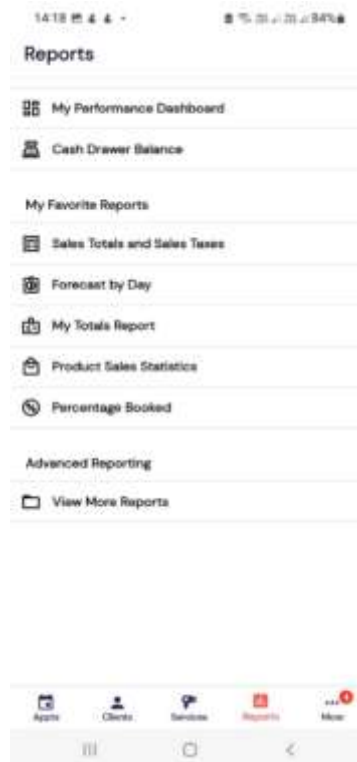 14:18
84%
Reports
My Performance Dashboard
Cash Drawer Balance
My Favorite Reports
Sales Totals and Sales Taxes
Forecast by Day
My Totals Report
Product Sales Statistics
Percentage Booked
Advanced Reporting
View More Reports
Appts Clients Services Reports More